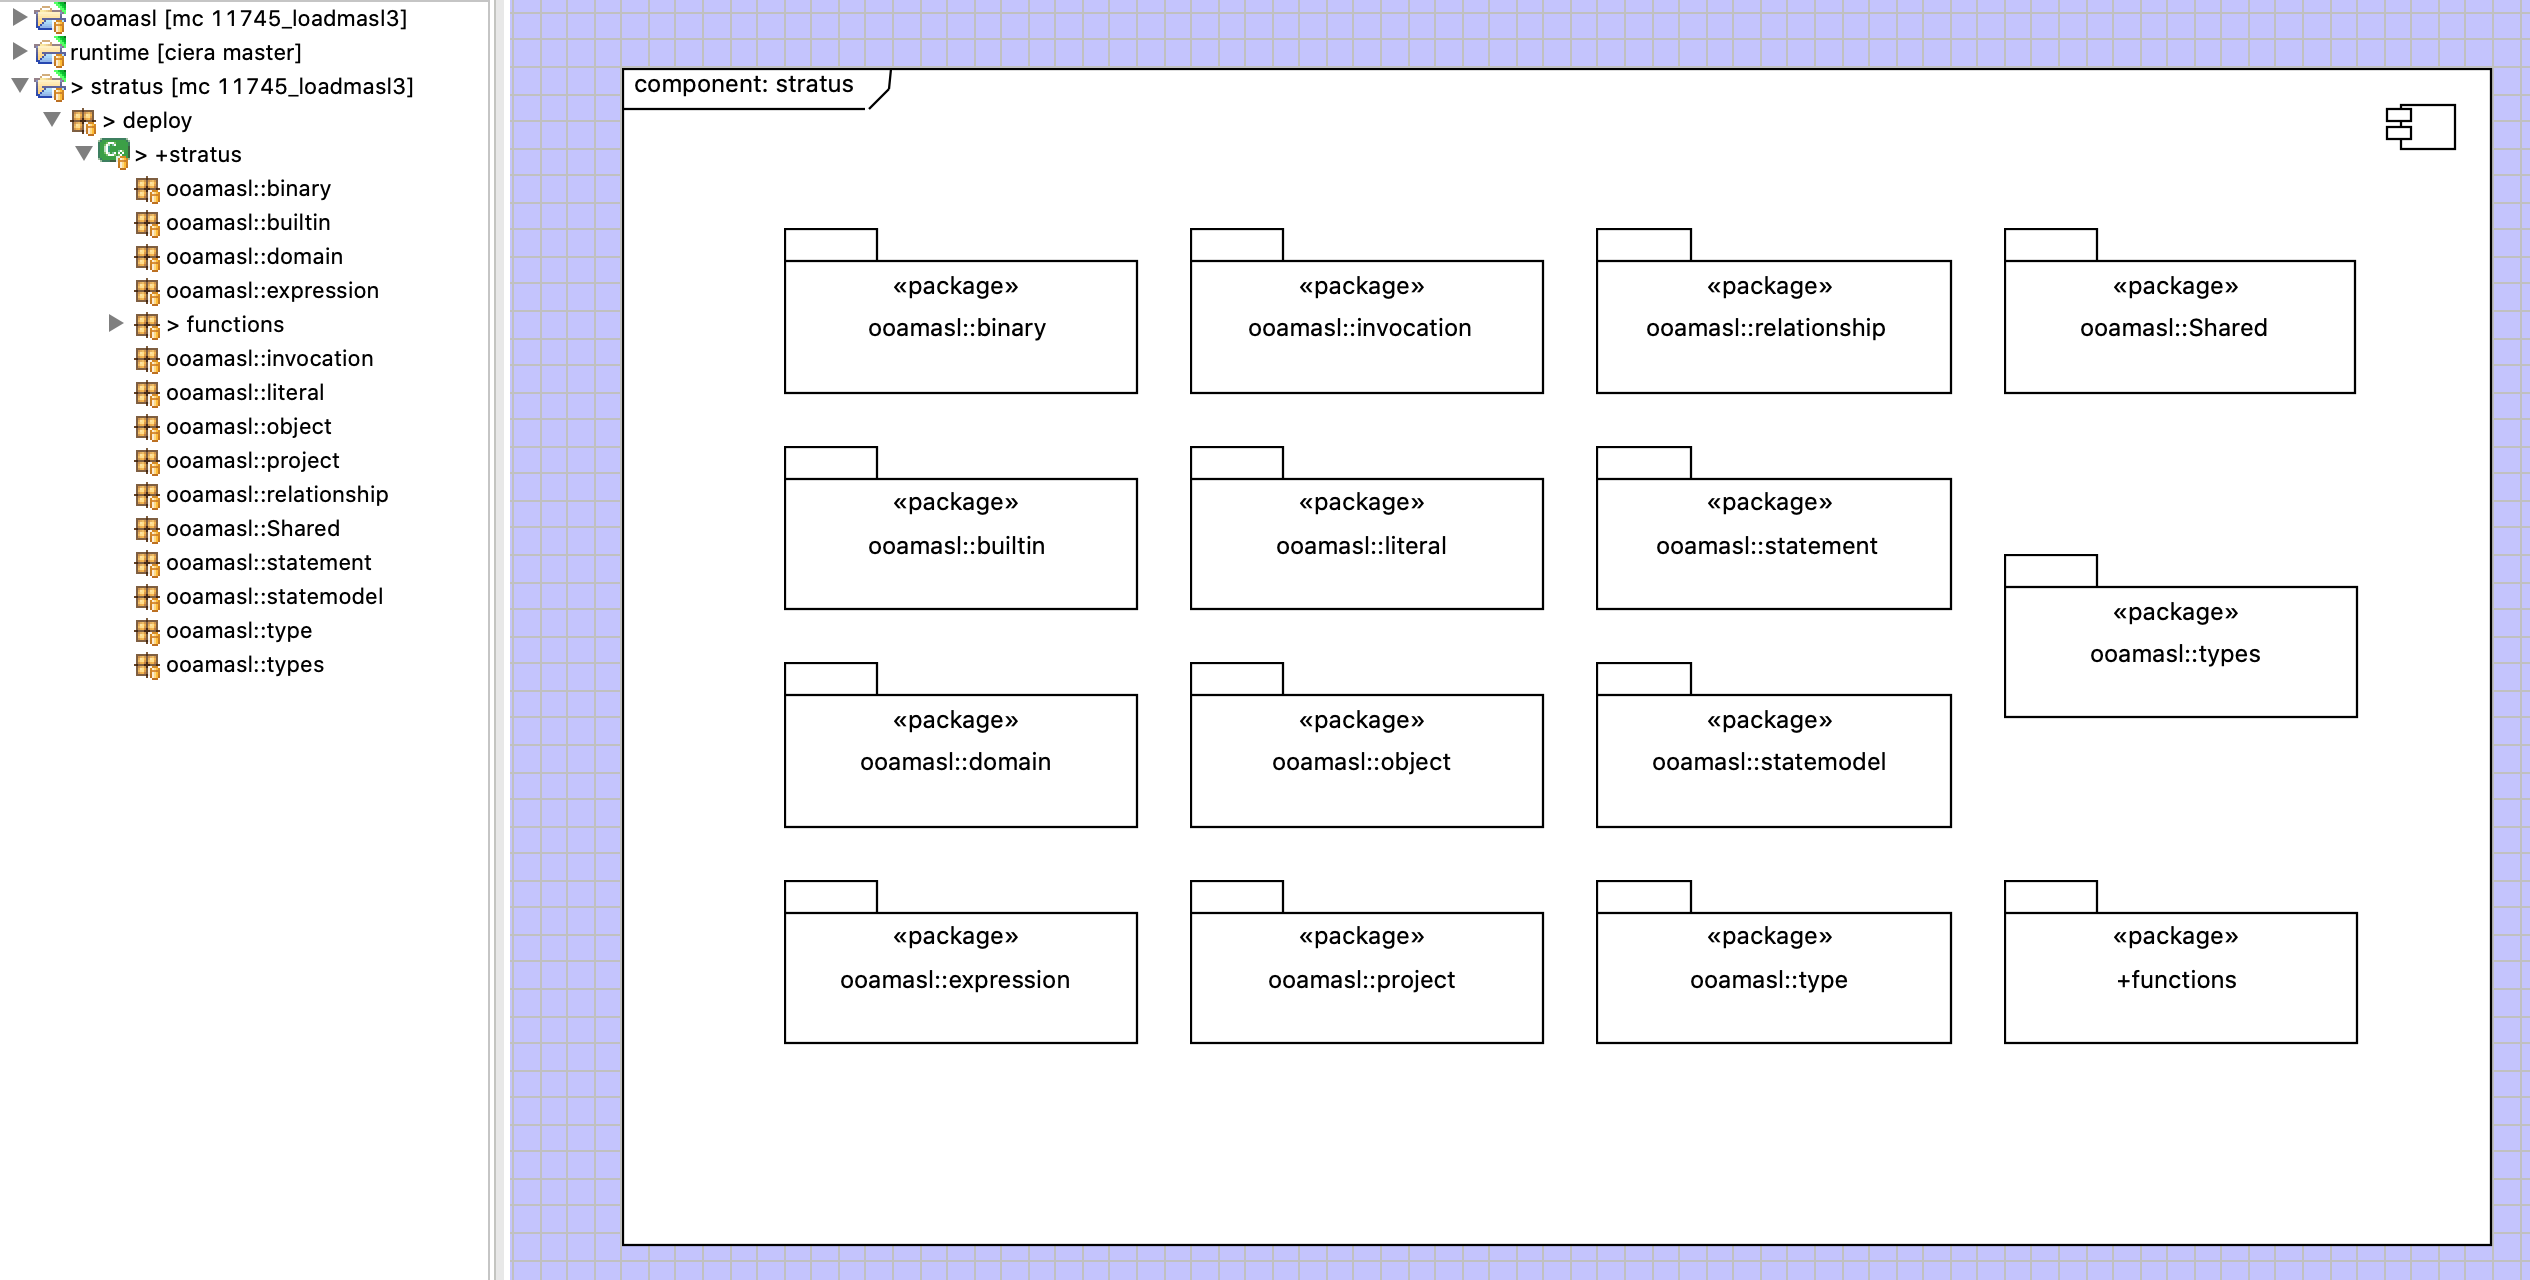 ooamasl [mc 11745_loadmasl3]
runtime [ciera master]
> stratus [mc 11745_loadmasl3]
> deploy
> +stratus
ooamasl::binary
ooamasl::builtin
ooamasl::domain
ooamasl::expression
> functions
ooamasl::invocation
ooamasl::literal
ooamasl::object
ooamasl::project
ooamasl::relationship
ooamasl::Shared
ooamasl::statement
ooamasl::statemodel
ooamasl::type
ooamasl::types
component: stratus
«package»
ooamasl::binary
«package»
ooamasl::invocation
«package»
ooamasl::relationship
«package»
ooamasl::Shared
«package»
ooamasl::builtin
«package»
ooamasl::literal
«package»
ooamasl::statement
«package»
ooamasl::types
«package»
ooamasl::domain
«package»
ooamasl::object
«package»
ooamasl::statemodel
«package»
ooamasl::expression
«package»
ooamasl::project
«package»
ooamasl::type
«package»
+functions